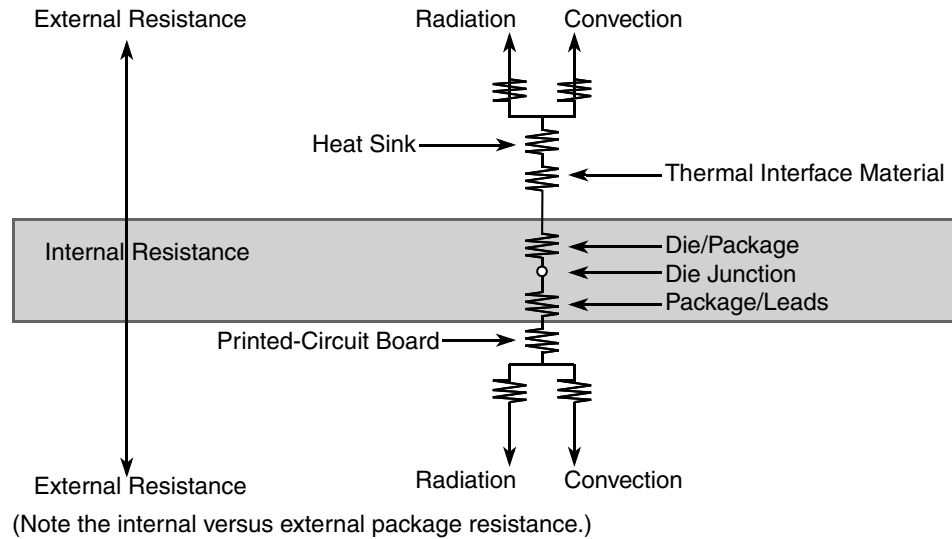 External Resistance
Radiation
Convection
Heat Sink
Thermal Interface Material
Internal Resistance
Die/Package
Die Junction
Package/Leads
Printed-Circuit Board
External Resistance
Radiation
Convection
(Note the internal versus external package resistance.)